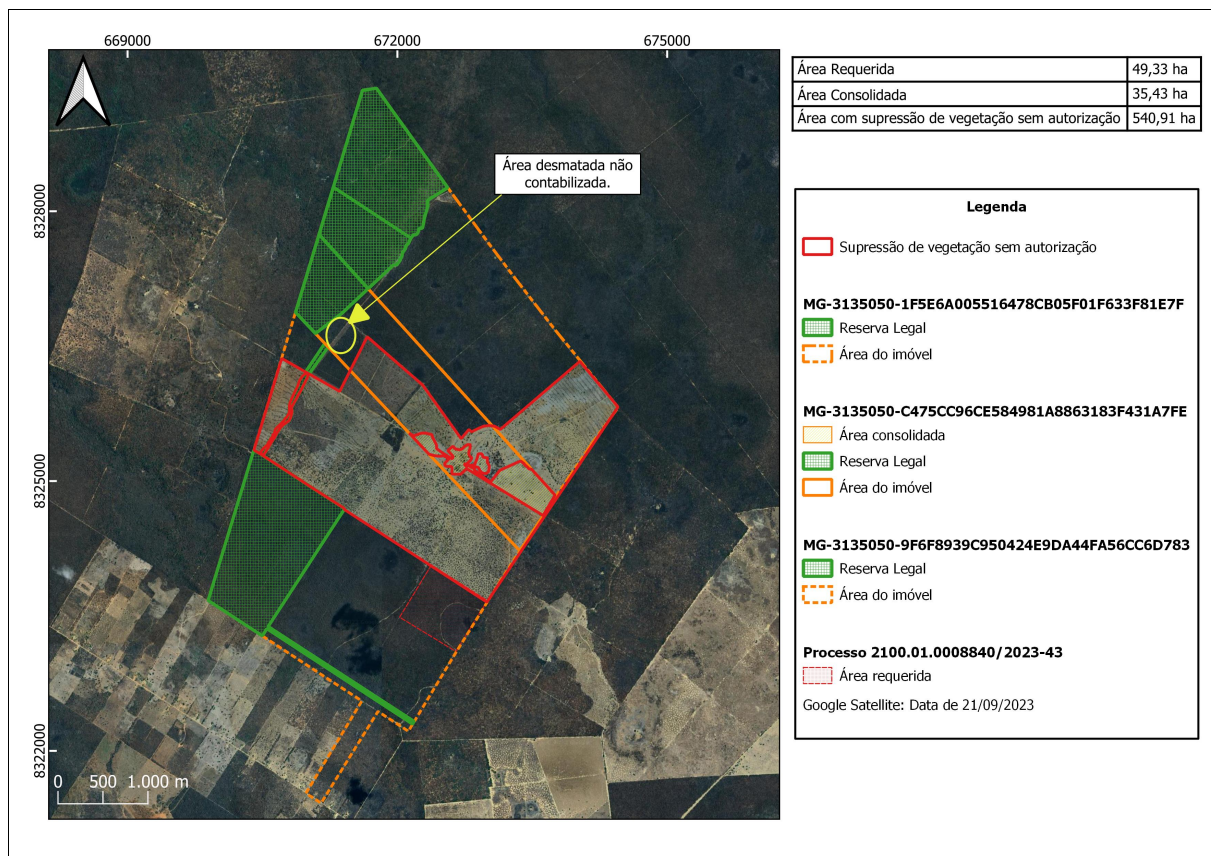 669000
672000
675000
8328000
8325000
8322000
Área desmatada não
contabilizada.
0 500 1.000 m
Área Requerida 49,33 ha
Área Consolidada 35,43 ha
Área com supressão de vegetação sem autorização 540,91 ha
Legenda
Supressão de vegetação sem autorização
MG-3135050-1F5E6A005516478CB05F01F633F81E7F
Reserva Legal
Área do imóvel
MG-3135050-C475CC96CE584981A8863183F431A7FE
Área consolidada
Reserva Legal
Área do imóvel
MG-3135050-9F6F8939C950424E9DA44FA56CC6D783
Reserva Legal
Área do imóvel
Processo 2100.01.0008840/2023-43
Área requerida
Google Satellite: Data de 21/09/2023